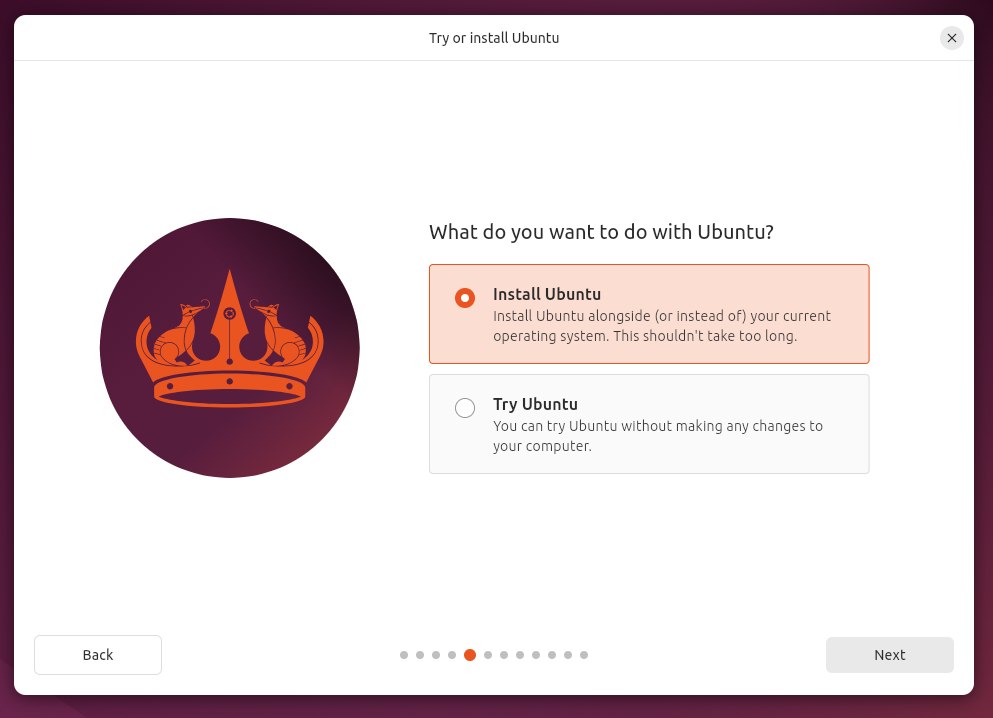 Try or install Ubuntu
What do you want to do with Ubuntu?
Install Ubuntu
Install Ubuntu alongside (or instead of) your current
operating system. This shouldn't take too long.
Try Ubuntu
You can try Ubuntu without making any changes to
your computer.
Back
Next